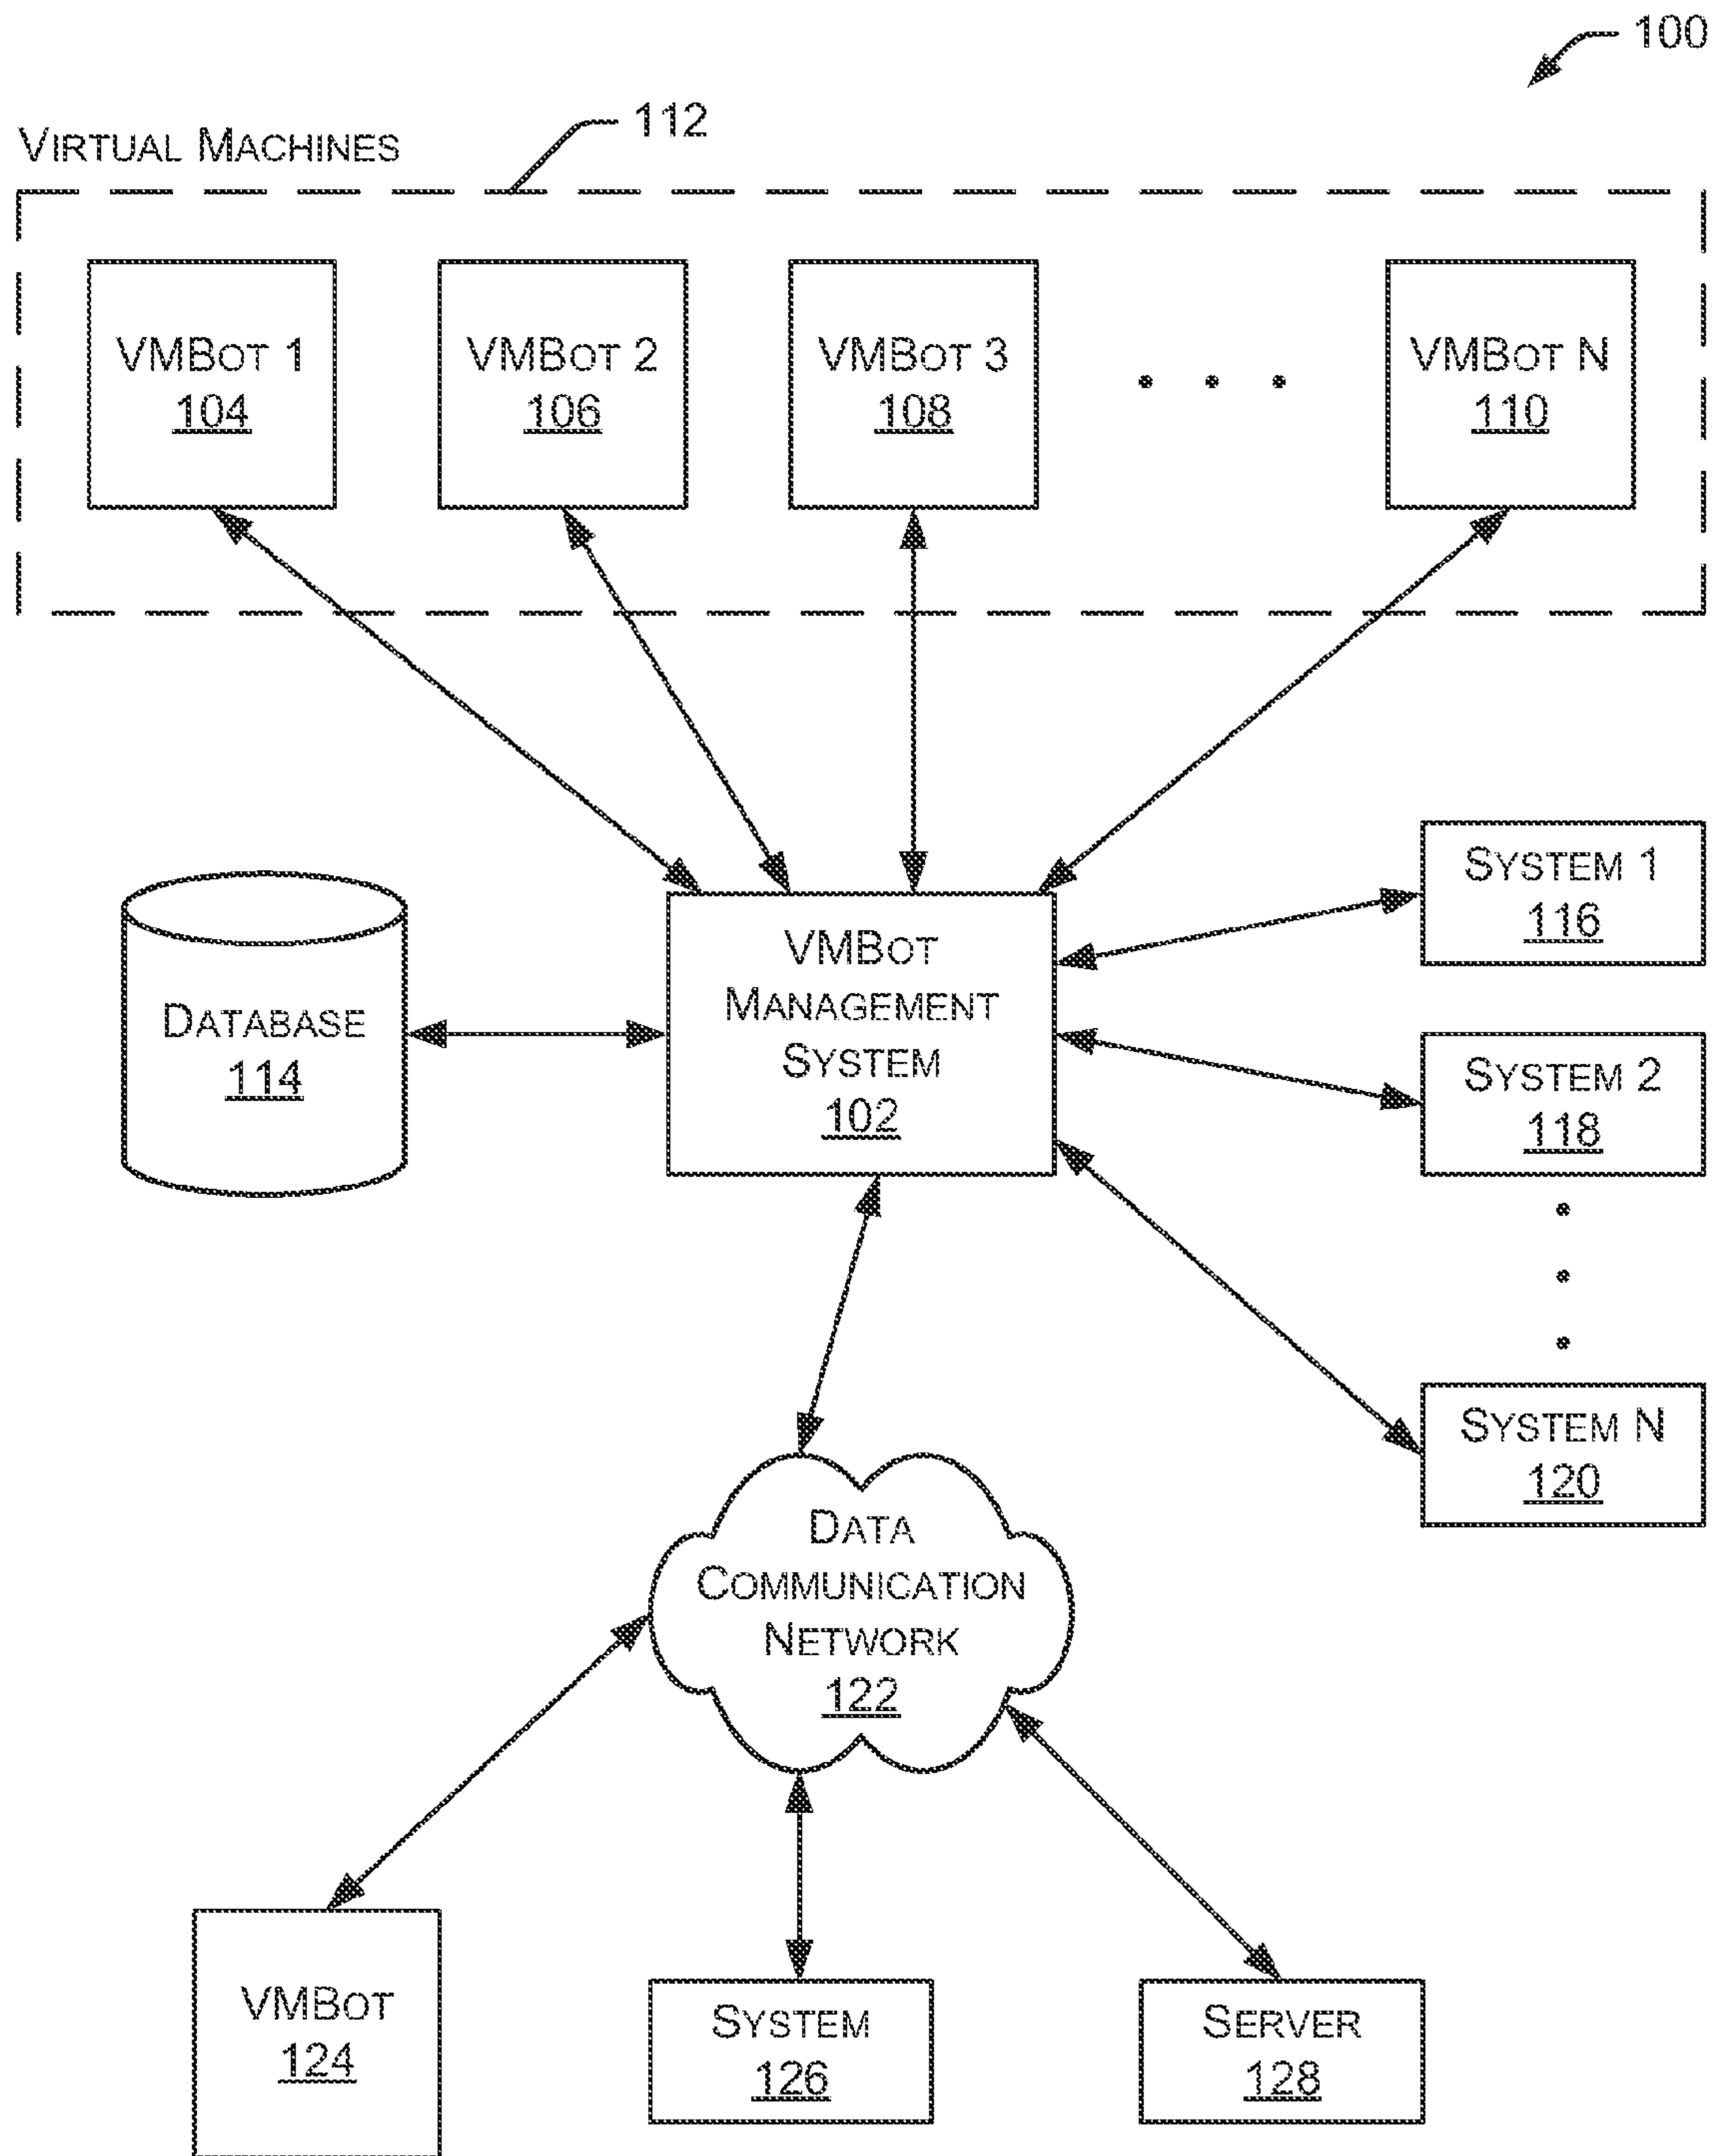 100
112
VIRTUAL MACHINES
VMBOT 1
104
VMBOT 2
106
VMBOT 3
108
VMBOT N
110
SYSTEM 1
116
DATABASE
114
VMBOT
MANAGEMENT
SYSTEM
102
SYSTEM 2
118
SYSTEM N
120
DATA
COMMUNICATION
NETWORK
122
VMBOT
124
SYSTEM
126
SERVER
128